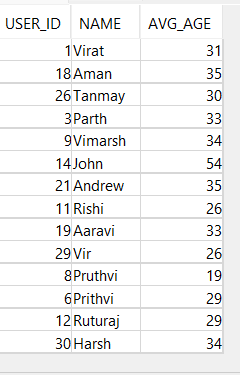 USER_ID NAME AVG_AGE
1 Virat 31
18 Aman 35
26 Tanmay 30
3 Parth 33
9 Vimarsh 34
14 John 54
21 Andrew 35
11 Rishi 26
19 Aaravi 33
29 Vir 26
8 Pruthvi 19
6 Prithvi 29
12 Ruturaj 29
30 Harsh 34